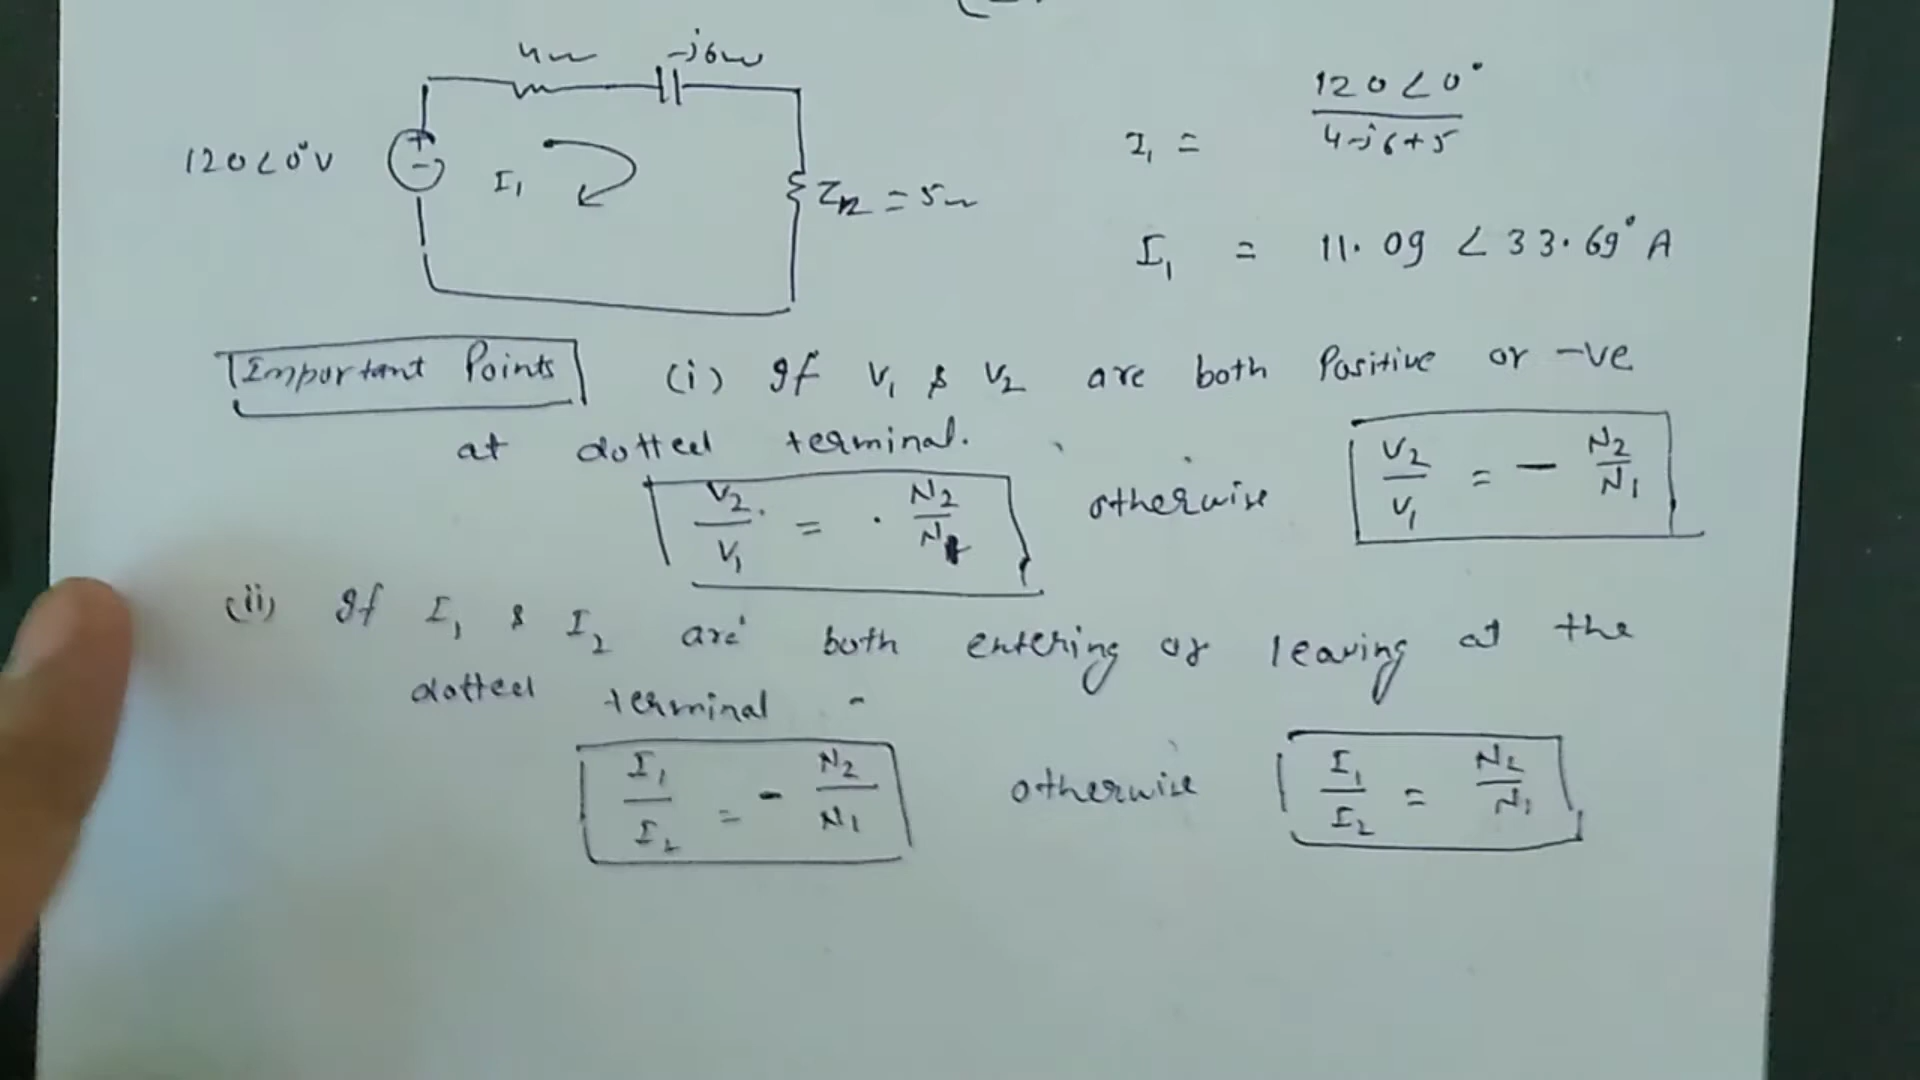 4Ω -j6Ω
120∠0°V
I₁
Z_R = 5Ω
I₁ = 120∠0° / 4-j6+5
I₁ = 11.09 ∠33.69° A
Important Points (i) If V₁ & V₂ are both Positive or -ve
at dotted terminal.
V₂/V₁ = N₂/N₁ otherwise V₂/V₁ = - N₂/N₁
(ii) If I₁ & I₂ are both entering or leaving at the
dotted terminal -
I₁/I₂ = - N₂/N₁ otherwise I₁/I₂ = N₂/N₁